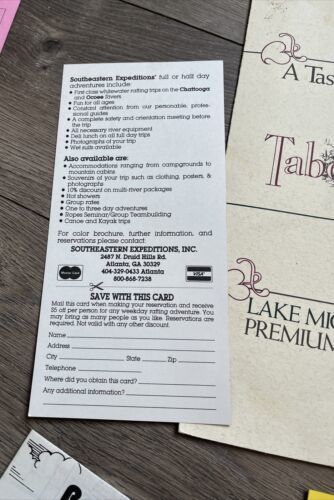 Southeastern Expeditions' full or half day
adventures include:
• First class whitewater rafting trips on the Chattooga
and Ocoee Rivers
• Fun for all ages
• Constant attention from our personable, profes-
sional guides
• A complete safety and orientation meeting before
the trip
• All necessary river equipment
• Deli lunch on all full day trips
• Photographs of your trip
• Wet suits available
Also available are:
• Accommodations ranging from campgrounds to
mountain cabins
• Souvenirs of your trip such as clothing, posters, &
photographs
• 10% discount on multi-river packages
• Hot showers
• Group rates
• One to three day adventures
• Ropes Seminar/Group Teambuilding
• Canoe and Kayak trips
For color brochure, further information, and
reservations please contact:
SOUTHEASTERN EXPEDITIONS, INC.
2487 N. Druid Hills Rd.
Atlanta, GA 30329
404-329-0433 Atlanta
800-868-7238
MasterCard
VISA
SAVE WITH THIS CARD
Mail this card when making your reservation and receive
$5 off per person for any weekday rafting adventure. You
may bring as many people as you like. Reservations are
required. Not valid with any other discount.
Name
Address
City State Zip
Telephone
Where did you obtain this card?
Any additional information?
A Tas
Tab
LAKE MIC
PREMIUM